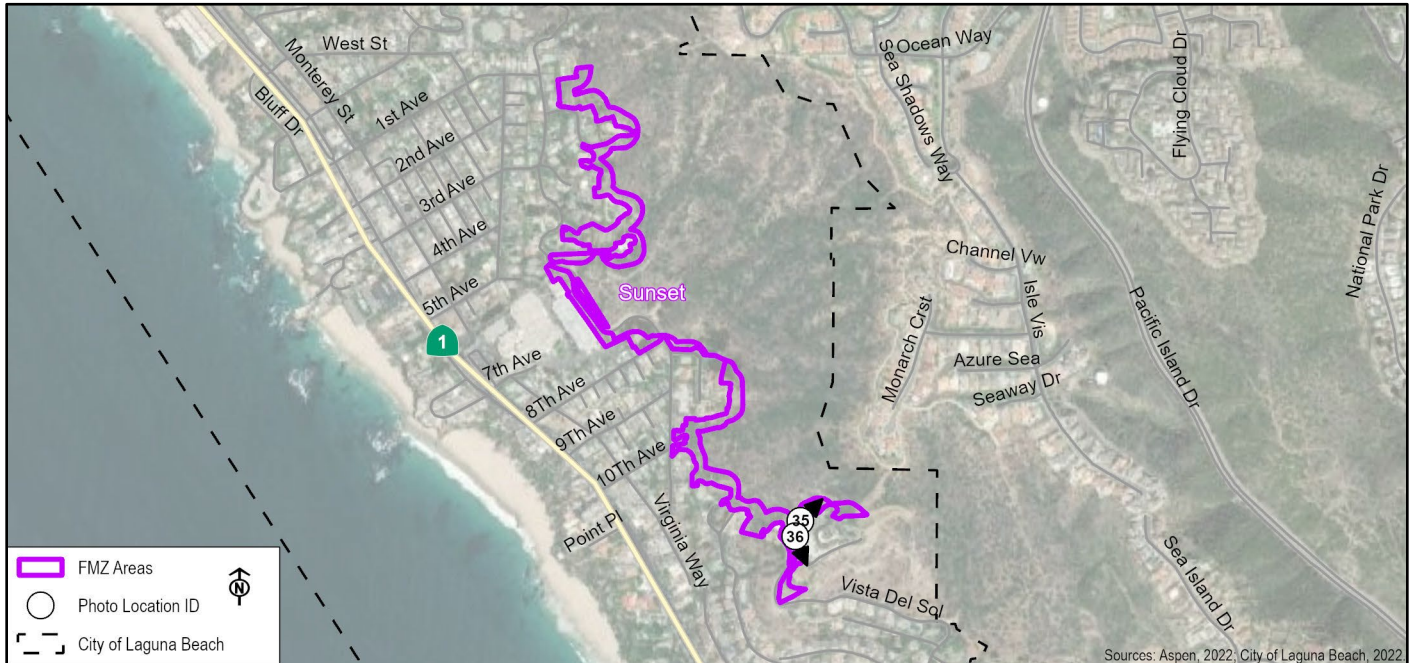 West St
Monterey St
Bluff Dr
1st Ave
2nd Ave
3rd Ave
4th Ave
5th Ave
1
7th Ave
8Th Ave
9Th Ave
10Th Ave
Point Pl
Virginia Way
Vista Del Sol
Sunset
35
36
Ocean Way
Sea Shadows Way
Flying Cloud Dr
National Park Dr
Channel Vw
Isle Vis
Pacific Island Dr
Monarch Crst
Azure Sea
Seaway Dr
Sea Island Dr
FMZ Areas
N
Photo Location ID
City of Laguna Beach
Sources: Aspen, 2022; City of Laguna Beach, 2022